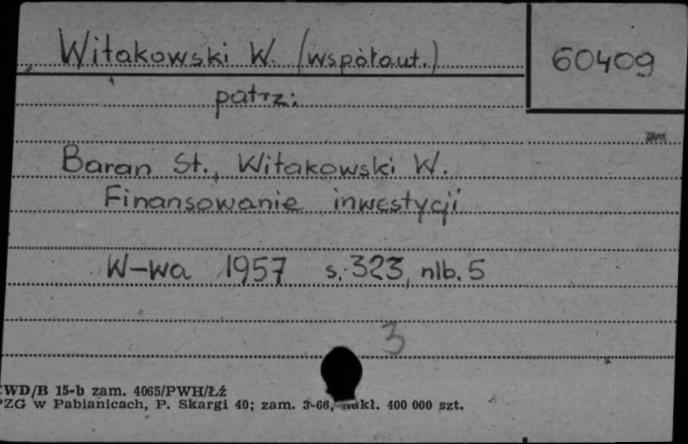 Witakowski W. (współaut.)
60409
patrz:
Baran St., Witakowski W.
Finansowanie inwestycji
W-wa 1957 s. 323, nlb. 5
3
WD/B 15-b zam. 4065/PWH/Łź
PZG w Pabianicach, P. Skargi 40; zam. 3-66, nakł. 400 000 szt.